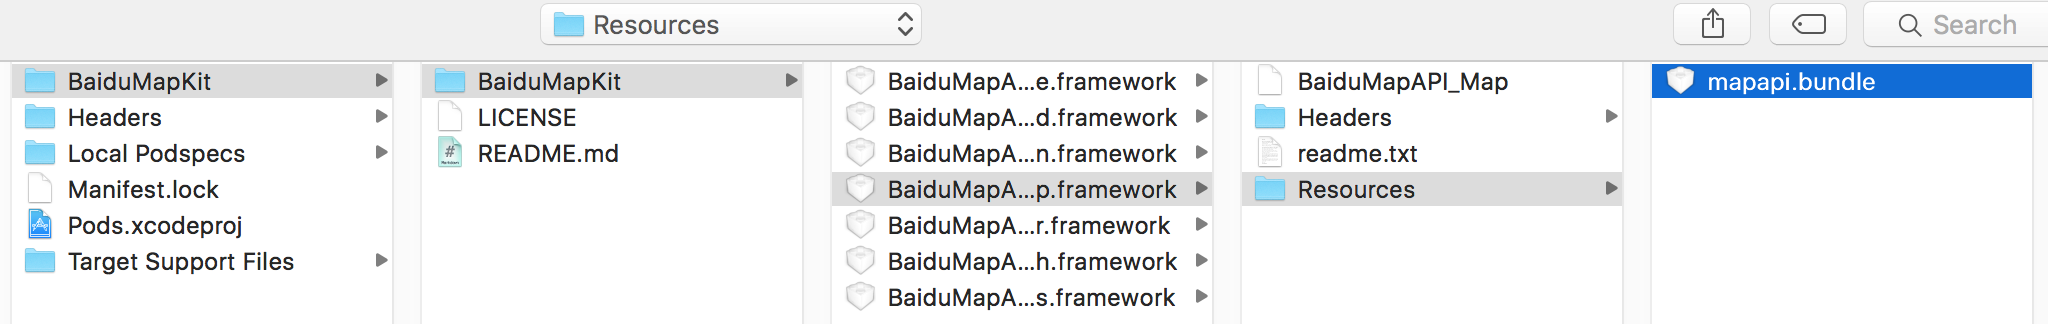 Resources
Search
BaiduMapKit
Headers
Local Podspecs
Manifest.lock
Pods.xcodeproj
Target Support Files
BaiduMapKit
LICENSE
README.md
BaiduMapA...e.framework
BaiduMapA...d.framework
BaiduMapA...n.framework
BaiduMapA...p.framework
BaiduMapA...r.framework
BaiduMapA...h.framework
BaiduMapA...s.framework
BaiduMapAPI_Map
Headers
readme.txt
Resources
mapapi.bundle